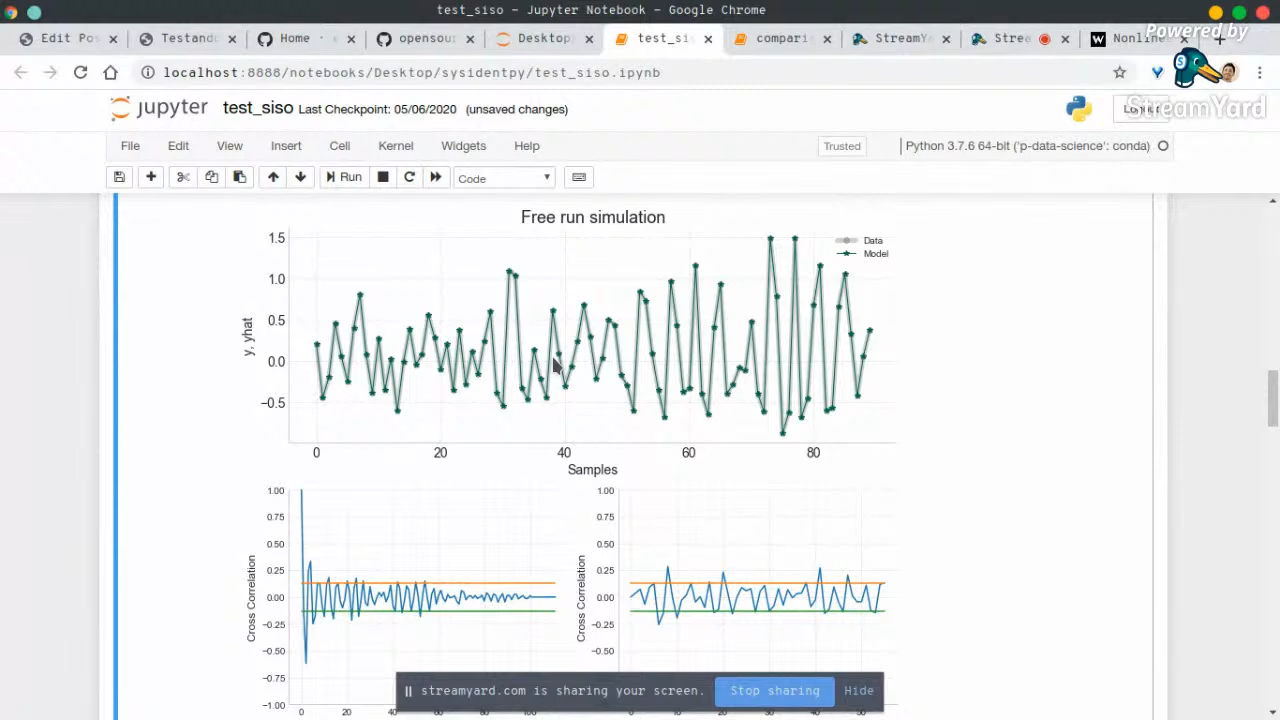 test_siso – Jupyter Notebook – Google Chrome
Edit Po
Testand
Home · e
opensou
Desktop
test_sis
comparis
StreamYa
Stree
Nonlin
Powered by
localhost:8888/notebooks/Desktop/sysidentpy/test_siso.ipynb
StreamYard
jupyter test_siso Last Checkpoint: 05/06/2020 (unsaved changes)
Logout
File Edit View Insert Cell Kernel Widgets Help
Trusted
Python 3.7.6 64-bit ('p-data-science': conda)
Run
Code
Free run simulation
Data
Model
1.5
1.0
0.5
0.0
−0.5
y, yhat
0 20 40 60 80
Samples
1.00
0.75
0.50
0.25
0.00
−0.25
−0.50
−0.75
−1.00
Cross Correlation
0 20 40
1.00
0.75
0.50
0.25
0.00
−0.25
−0.50
Cross Correlation
streamyard.com is sharing your screen.
Stop sharing
Hide